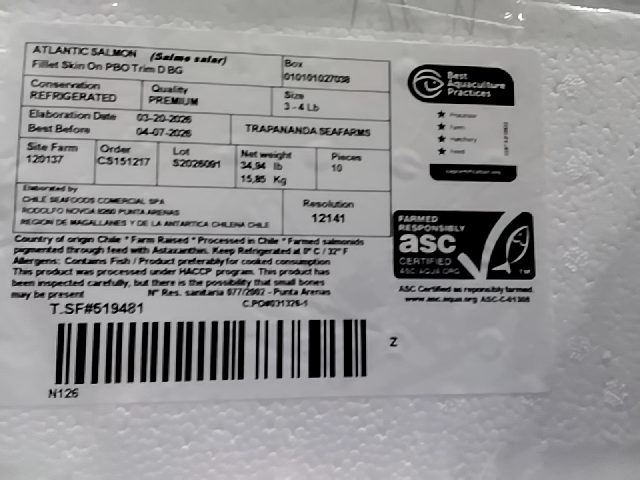 ATLANTIC SALMON (Salmo salar)
Fillet Skin On PBO Trim D BG
Box
010101027038
Conservation
REFRIGERATED
Quality
PREMIUM
Size
3 - 4 Lb
Elaboration Date 03-20-2026
Best Before 04-07-2026
TRAPANANDA SEAFARMS
Site Farm
120137
Order
CS151217
Lot
S2026091
Net weight
34,94 lb
15,85 Kg
Pieces
10
Elaborated by
CHILE SEAFOODS COMERCIAL SPA
RODOLFO NOVOA 0260 PUNTA ARENAS
REGION DE MAGALLANES Y DE LA ANTARTICA CHILENA CHILE
Resolution
12141
Country of origin Chile * Farm Raised * Processed in Chile * Farmed salmonids
pigmented through feed with Astaxanthin. Keep Refrigerated at 0° C / 32° F
Allergens: Contains Fish / Product preferably for cooked consumption
This product was processed under HACCP program. This product has
been inspected carefully, but there is the possibility that small bones
may be present N° Res. sanitaria 077/2002 - Punta Arenas
T.SF#519481
C.PO#031326-1
N126
Z
Best
Aquaculture
Practices
Processor
Farm
Hatchery
Feed
FARMED
RESPONSIBLY
asc
CERTIFIED
ASC-AQUA.ORG
TM
ASC Certified as reponsibly farmed.
www.asc.aqua.org ASC-C-01308